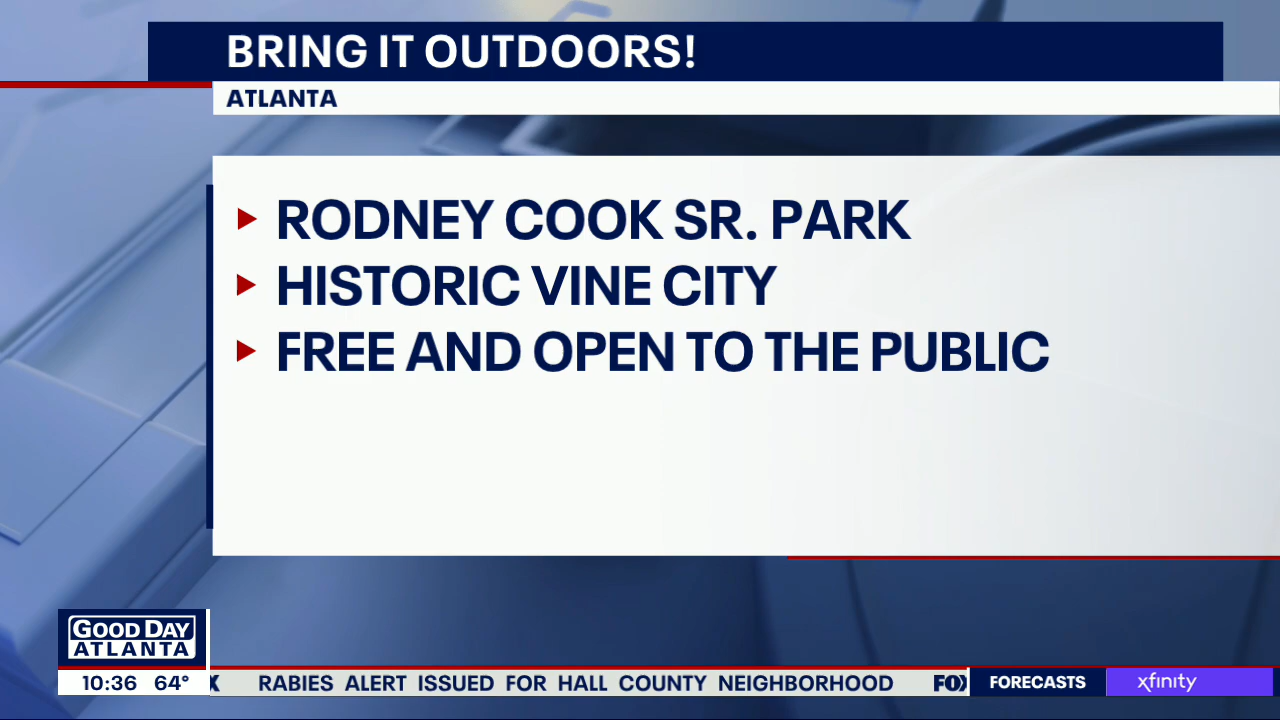 BRING IT OUTDOORS!
ATLANTA
RODNEY COOK SR. PARK
HISTORIC VINE CITY
FREE AND OPEN TO THE PUBLIC
GOOD DAY
ATLANTA
10:36 64°
RABIES ALERT ISSUED FOR HALL COUNTY NEIGHBORHOOD FOX FORECASTS xfinity